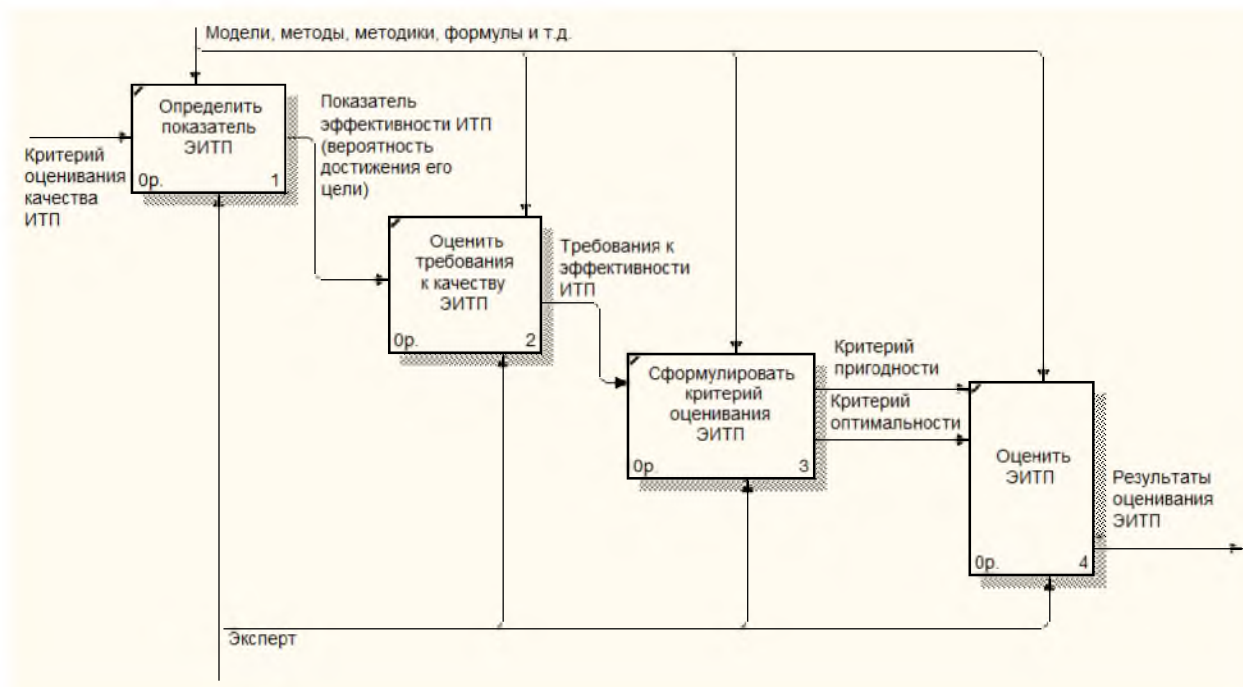 Модели, методы, методики, формулы и т.д.
Определить
показатель
ЭИТП
0р.
1
Критерий
оценивания
качества
ИТП
Показатель
эффективности ИТП
(вероятность
достижения его
цели)
Оценить
требования
к качеству
ЭИТП
0р.
2
Требования к
эффективности
ИТП
Сформулировать
критерий
оценивания
ЭИТП
0р.
3
Критерий
пригодности
Критерий
оптимальности
Оценить
ЭИТП
0р.
4
Результаты
оценивания
ЭИТП
Эксперт